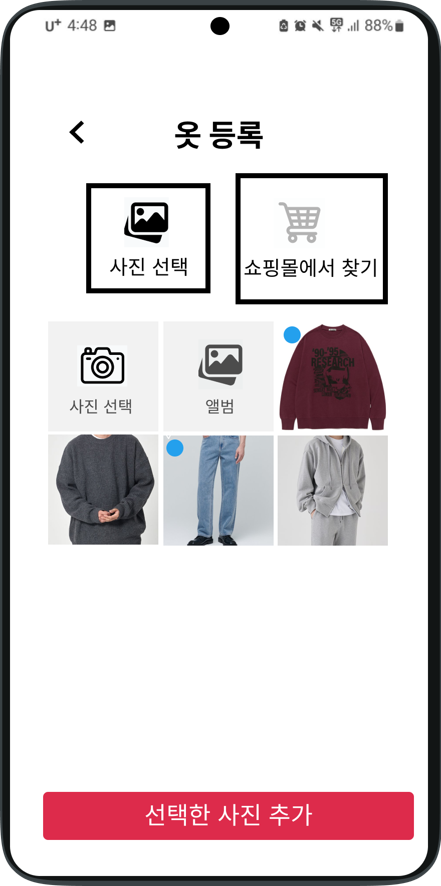 U+ 4:48 5G 88%
옷 등록
사진 선택
쇼핑몰에서 찾기
사진 선택
앨범
RESEARCH
선택한 사진 추가